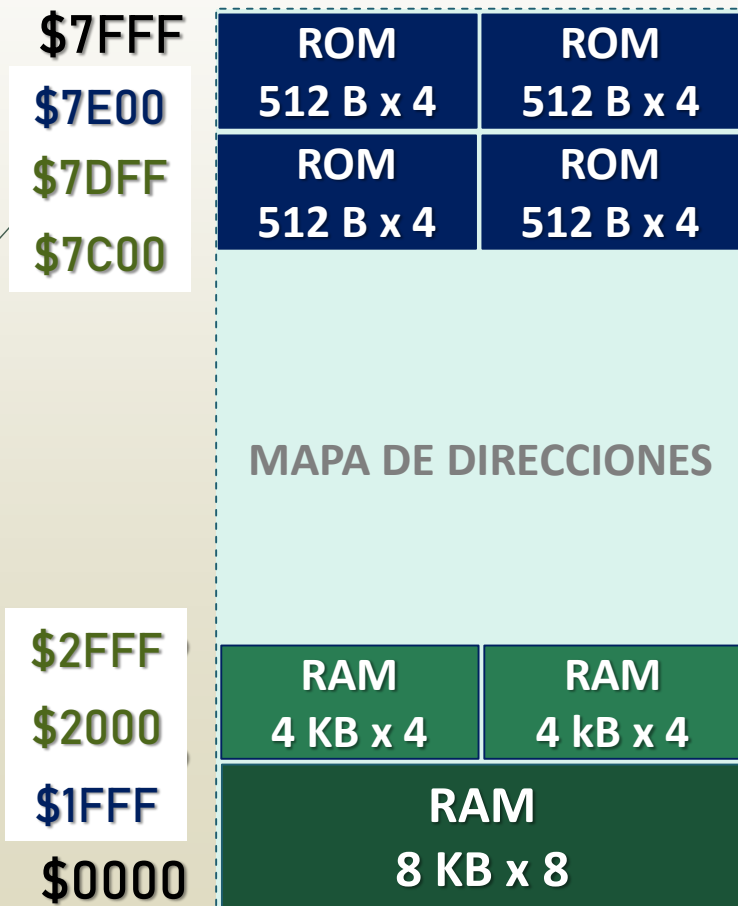 $7FFF
ROM ROM
$7E00
512 B x 4 512 B x 4
$7DFF
ROM ROM
512 B x 4 512 B x 4
$7C00
MAPA DE DIRECCIONES
$2FFF
RAM RAM
$2000
4 KB x 4 4 kB x 4
$1FFF
RAM
8 KB x 8
$0000